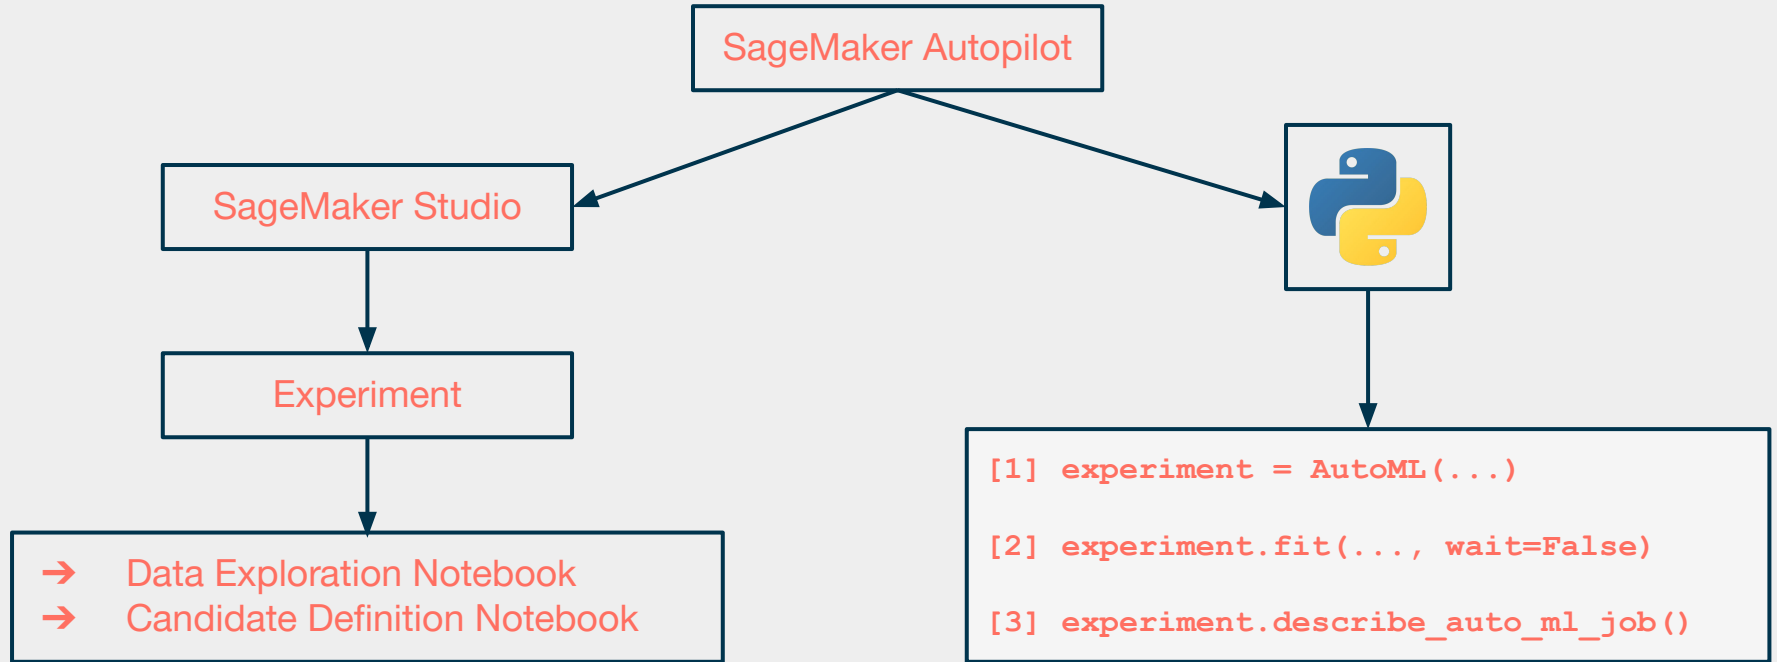 SageMaker Autopilot
SageMaker Studio
Experiment
➔ Data Exploration Notebook
➔ Candidate Definition Notebook
[1] experiment = AutoML(...)
[2] experiment.fit(..., wait=False)
[3] experiment.describe_auto_ml_job()